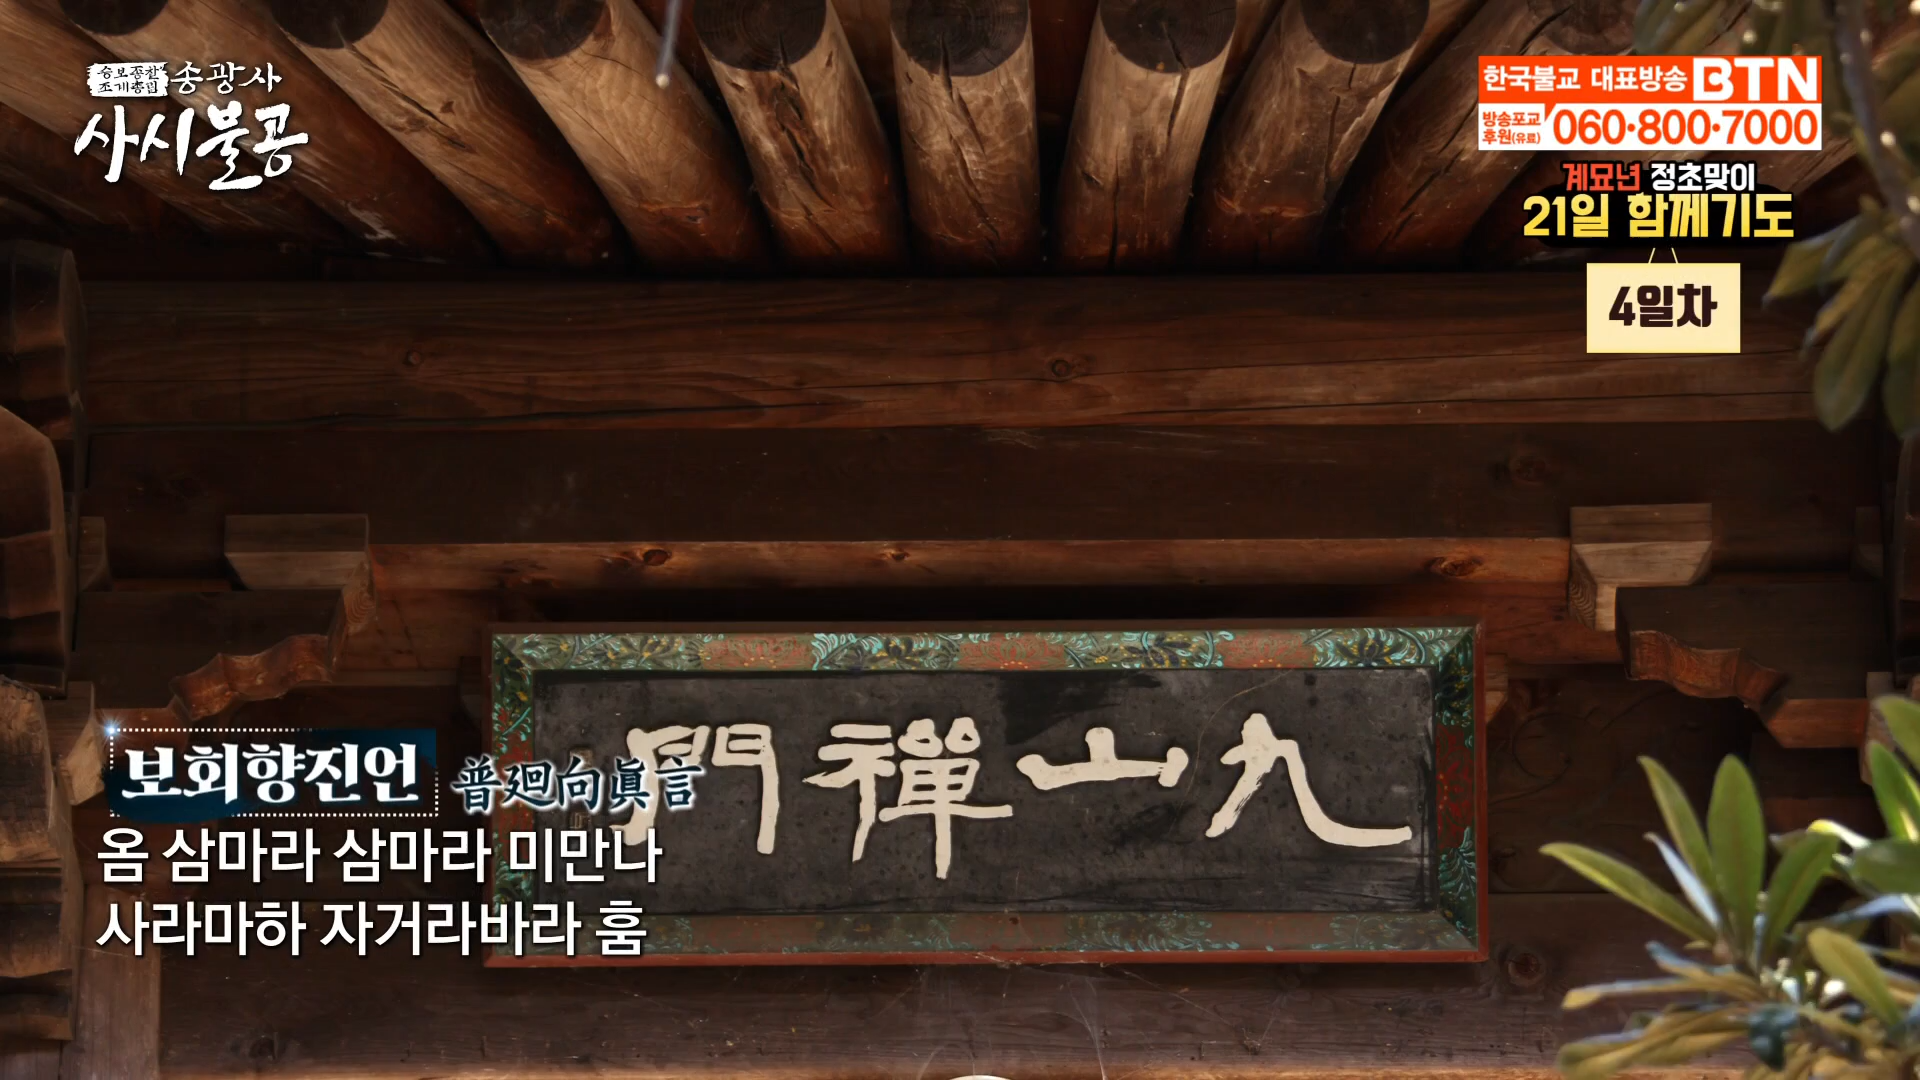 승보종찰
조계총림
송광사
사시불공
한국불교 대표방송 BTN
방송포교
후원(유료)
060·800·7000
계묘년 정초맞이
21일 함께기도
4일차
九山禪門
보회향진언 普廻向眞言
옴 삼마라 삼마라 미만나
사라마하 자거라바라 훔